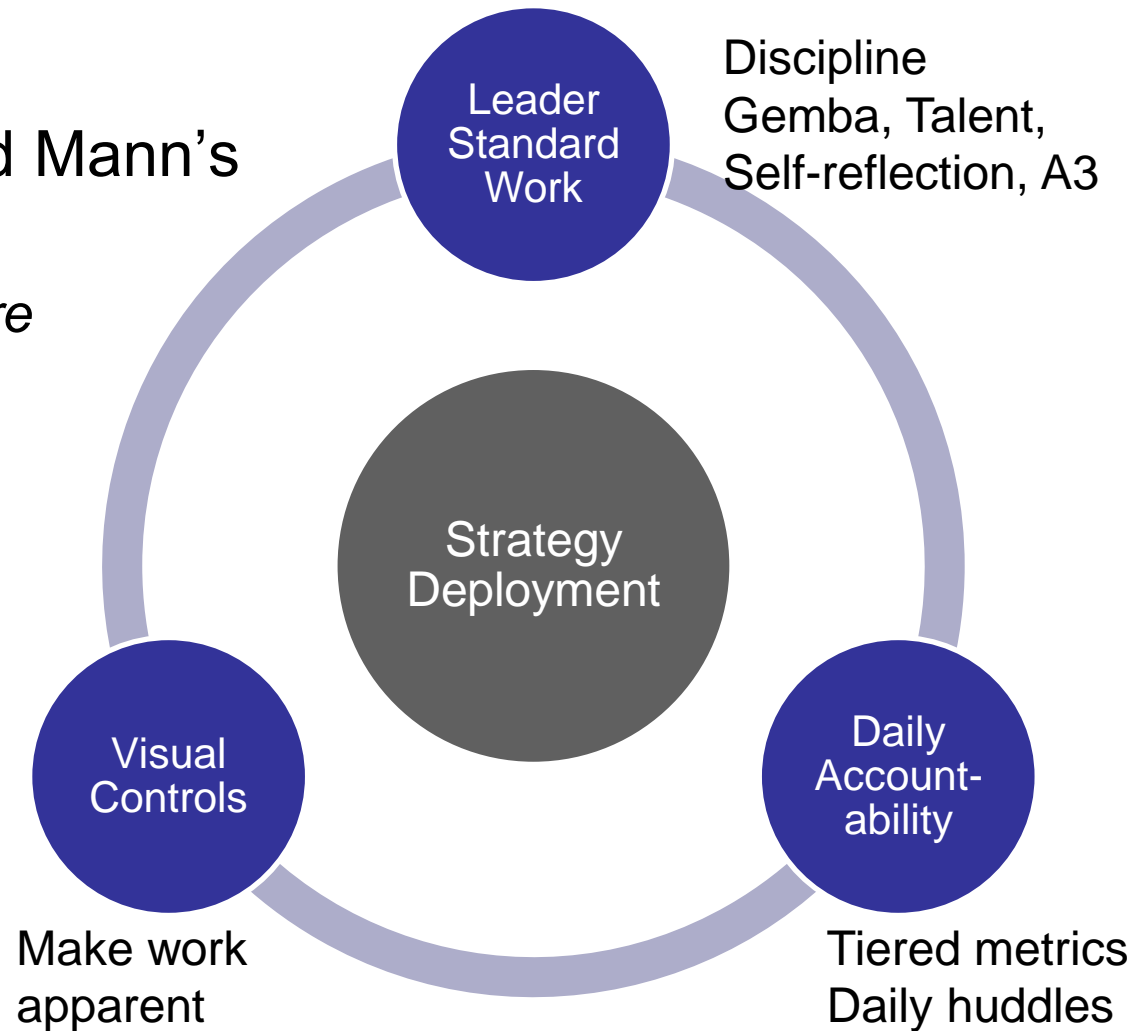 d Mann's
re
Leader
Standard
Work
Discipline
Gemba, Talent,
Self-reflection, A3
Strategy
Deployment
Visual
Controls
Daily
Account-
ability
Make work
apparent
Tiered metrics
Daily huddles